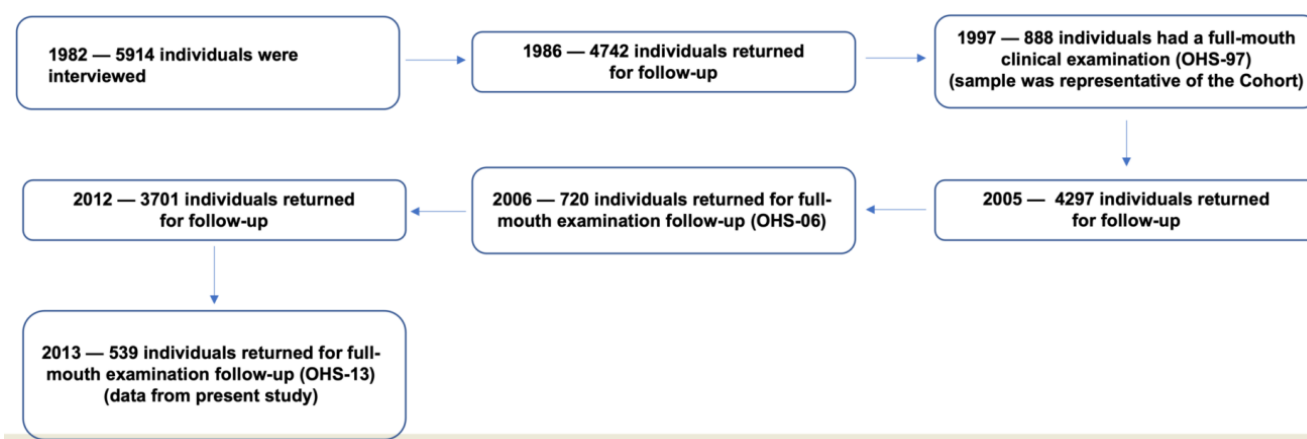 1982 — 5914 individuals were
interviewed
1986 — 4742 individuals returned
for follow-up
1997 — 888 individuals had a full-mouth
clinical examination (OHS-97)
(sample was representative of the Cohort)
2005 —  4297 individuals returned
for follow-up
2006 — 720 individuals returned for full-
mouth examination follow-up (OHS-06)
2012 — 3701 individuals returned
for follow-up
2013 — 539 individuals returned for full-
mouth examination follow-up (OHS-13)
(data from present study)